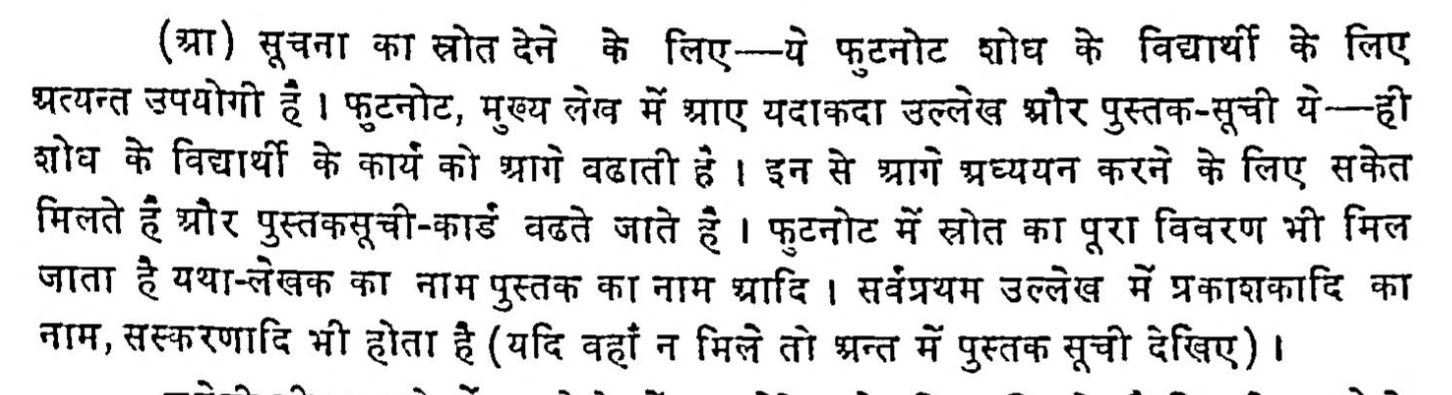 (आ) सूचना का स्रोत देने के लिए—ये फुटनोट शोध के विद्यार्थी के लिए
अत्यन्त उपयोगी है । फुटनोट, मुख्य लेख में आए यदाकदा उल्लेख और पुस्तक-सूची ये—ही
शोध के विद्यार्थी के कार्य को आगे वढाती है । इन से आगे अध्ययन करने के लिए सकेत
मिलते है और पुस्तकसूची-कार्ड वढते जाते है । फुटनोट में स्रोत का पूरा विवरण भी मिल
जाता है यथा-लेखक का नाम पुस्तक का नाम आदि । सर्वप्रथम उल्लेख में प्रकाशकादि का
नाम, सस्करणादि भी होता है (यदि वहाँ न मिले तो अन्त में पुस्तक सूची देखिए) ।